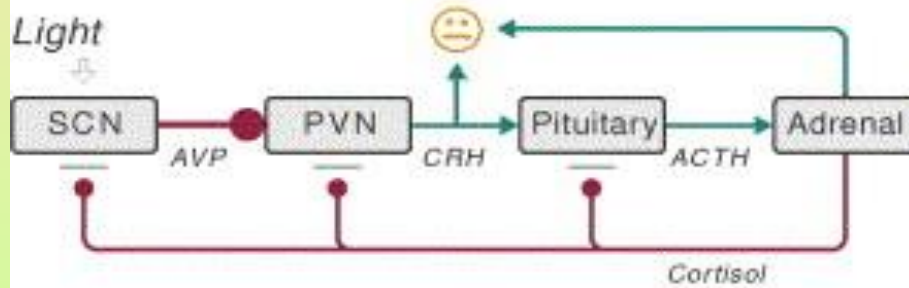 Light
SCN
PVN
Pituitary
Adrenal
AVP
CRH
ACTH
Cortisol